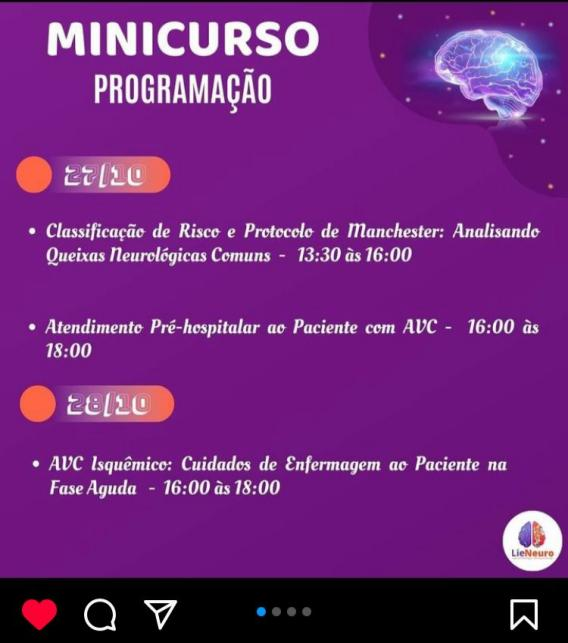 MINICURSO
PROGRAMAÇÃO
27/10
• Classificação de Risco e Protocolo de Manchester: Analisando
Queixas Neurológicas Comuns - 13:30 às 16:00
• Atendimento Pré-hospitalar ao Paciente com AVC - 16:00 às
18:00
28/10
• AVC Isquêmico: Cuidados de Enfermagem ao Paciente na
Fase Aguda - 16:00 às 18:00
LieNeuro